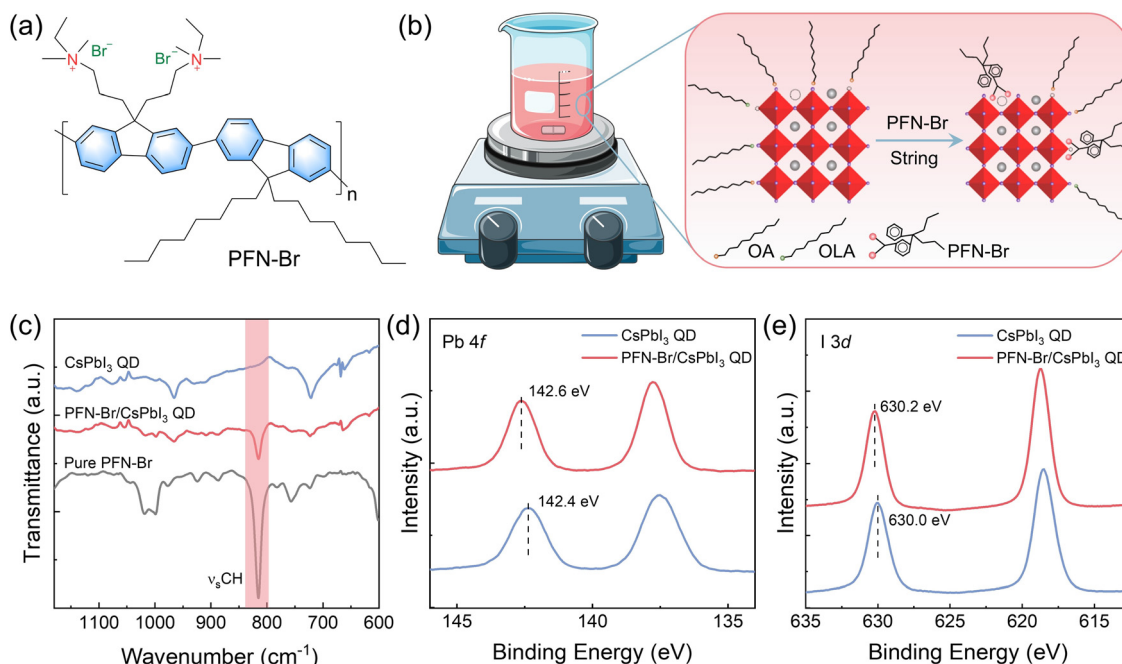 (a)
Br⁻
Br⁻
N
+
N
+
n
PFN-Br
(b)
PFN-Br
String
OA
OLA
PFN-Br
(c)
CsPbI₃ QD
PFN-Br/CsPbI₃ QD
Pure PFN-Br
νₛCH
Transmittance (a.u.)
1100 1000 900 800 700 600
Wavenumber (cm⁻¹)
(d)
Pb 4f
CsPbI₃ QD
PFN-Br/CsPbI₃ QD
142.6 eV
142.4 eV
Intensity (a.u.)
145 140 135
Binding Energy (eV)
(e)
I 3d
CsPbI₃ QD
PFN-Br/CsPbI₃ QD
630.2 eV
630.0 eV
Intensity (a.u.)
635 630 625 620 615
Binding Energy (eV)